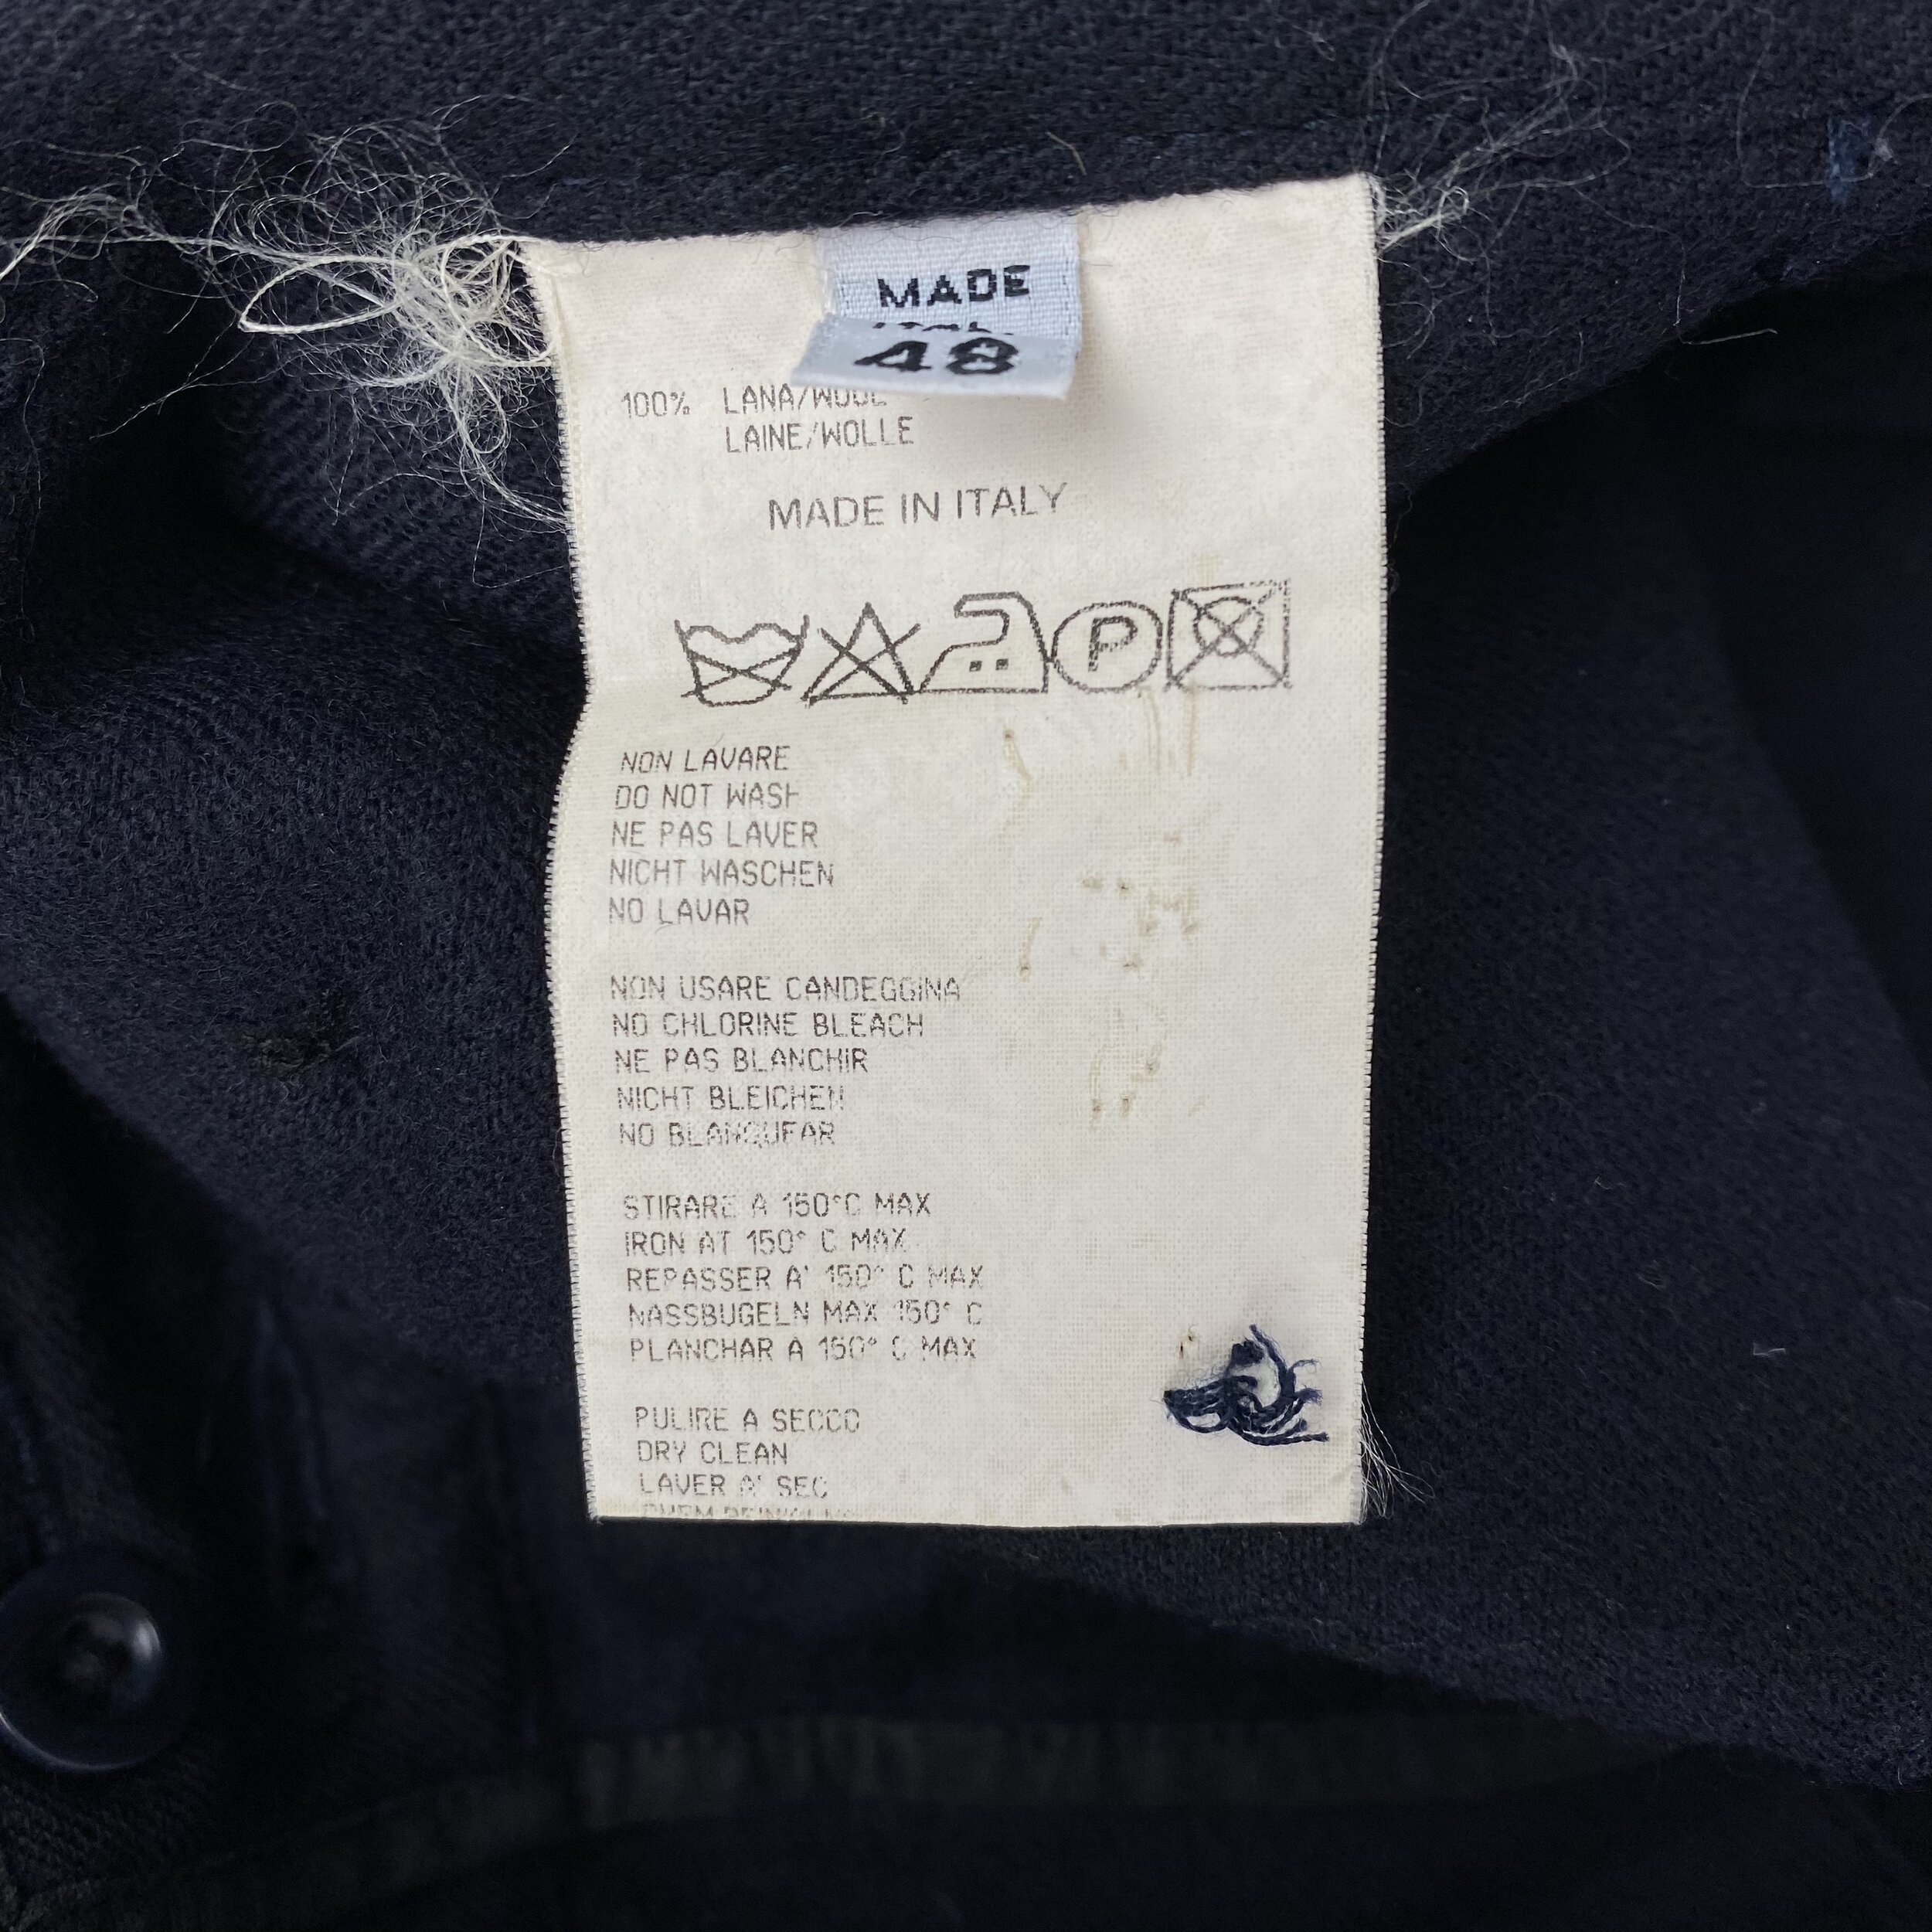 MADE
48
100% LANA/WOOL
LAINE/WOLLE
MADE IN ITALY
P
NON LAVARE
DO NOT WASH
NE PAS LAVER
NICHT WASCHEN
NO LAVAR
NON USARE CANDEGGINA
NO CHLORINE BLEACH
NE PAS BLANCHIR
NICHT BLEICHEN
NO BLANQUEAR
STIRARE A 150°C MAX
IRON AT 150° C MAX
REPASSER A' 150° C MAX
NASSBUGELN MAX 150° C
PLANCHAR A 150° C MAX
PULIRE A SECCO
DRY CLEAN
LAVER A' SEC